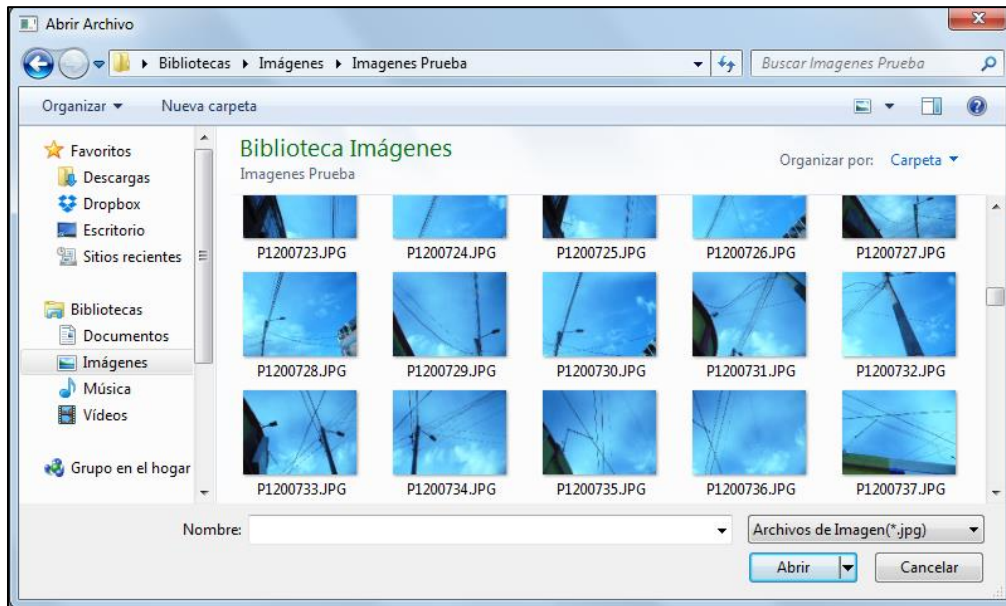 Abrir Archivo
Bibliotecas Imágenes Imagenes Prueba
Buscar Imagenes Prueba
Organizar Nueva carpeta
Favoritos
Descargas
Dropbox
Escritorio
Sitios recientes
Bibliotecas
Documentos
Imágenes
Música
Vídeos
Grupo en el hogar
Biblioteca Imágenes
Imagenes Prueba
Organizar por: Carpeta
P1200723.JPG P1200724.JPG P1200725.JPG P1200726.JPG P1200727.JPG
P1200728.JPG P1200729.JPG P1200730.JPG P1200731.JPG P1200732.JPG
P1200733.JPG P1200734.JPG P1200735.JPG P1200736.JPG P1200737.JPG
Nombre: Archivos de Imagen(*.jpg)
Abrir Cancelar